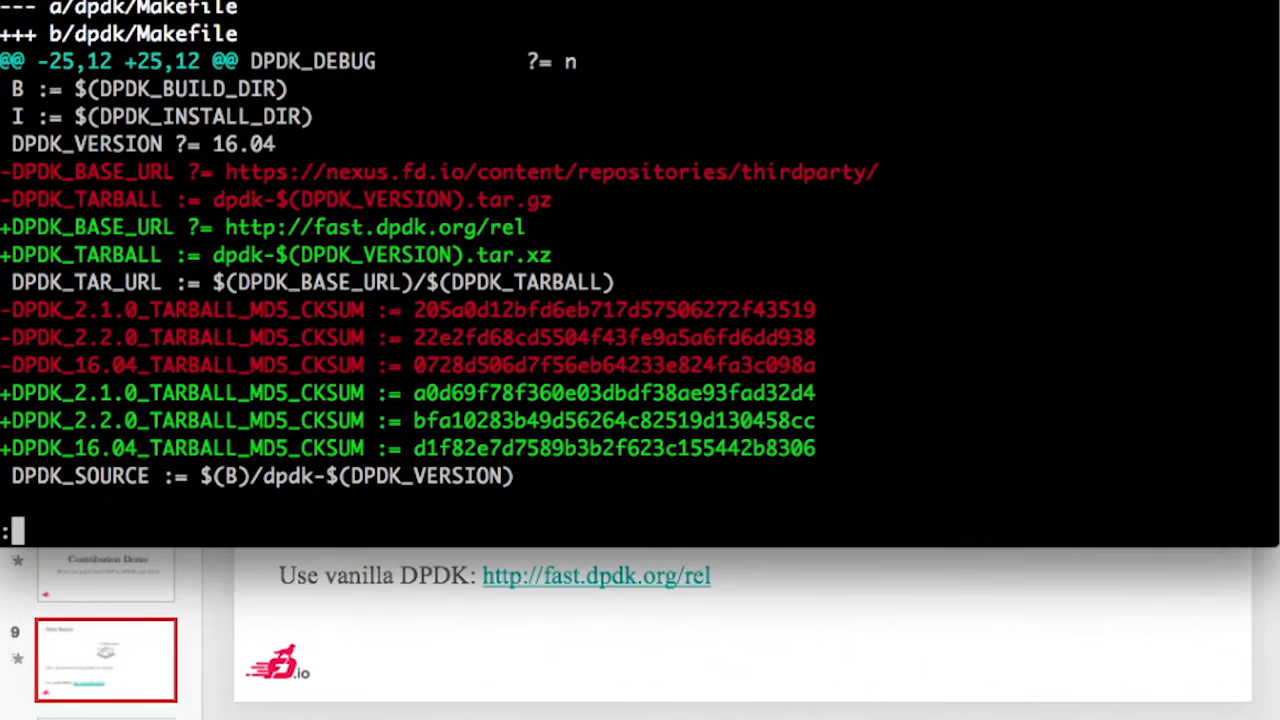 --- a/dpdk/Makefile
+++ b/dpdk/Makefile
@@ -25,12 +25,12 @@ DPDK_DEBUG ?= n
B := $(DPDK_BUILD_DIR)
I := $(DPDK_INSTALL_DIR)
DPDK_VERSION ?= 16.04
-DPDK_BASE_URL ?= https://nexus.fd.io/content/repositories/thirdparty/
-DPDK_TARBALL := dpdk-$(DPDK_VERSION).tar.gz
+DPDK_BASE_URL ?= http://fast.dpdk.org/rel
+DPDK_TARBALL := dpdk-$(DPDK_VERSION).tar.xz
DPDK_TAR_URL := $(DPDK_BASE_URL)/$(DPDK_TARBALL)
-DPDK_2.1.0_TARBALL_MD5_CKSUM := 205a0d12bfd6eb717d57506272f43519
-DPDK_2.2.0_TARBALL_MD5_CKSUM := 22e2fd68cd5504f43fe9a5a6fd6dd938
-DPDK_16.04_TARBALL_MD5_CKSUM := 0728d506d7f56eb64233e824fa3c098a
+DPDK_2.1.0_TARBALL_MD5_CKSUM := a0d69f78f360e03dbdf38ae93fad32d4
+DPDK_2.2.0_TARBALL_MD5_CKSUM := bfa10283b49d56264c82519d130458cc
+DPDK_16.04_TARBALL_MD5_CKSUM := d1f82e7d7589b3b2f623c155442b8306
DPDK_SOURCE := $(B)/dpdk-$(DPDK_VERSION)
:
Contribution Demo
Use vanilla DPDK: http://fast.dpdk.org/rel
9
.io